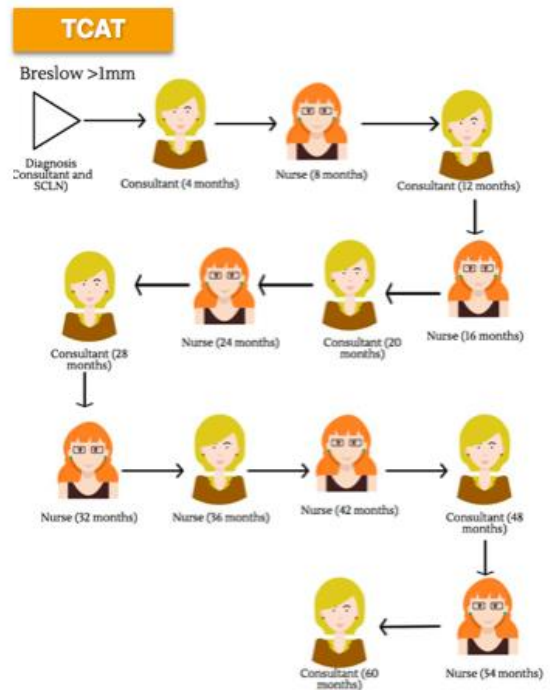 TCAT
Breslow >1mm
Diagnosis
Consultant and
SCLN)
Consultant (4 months)
Nurse (8 months)
Consultant (12 months)
Nurse (16 months)
Consultant (20
months)
Nurse (24 months)
Consultant (28
months)
Nurse (32 months)
Nurse (36 months)
Nurse (42 months)
Consultant (48
months)
Nurse (54 months)
Consultant (60
months)